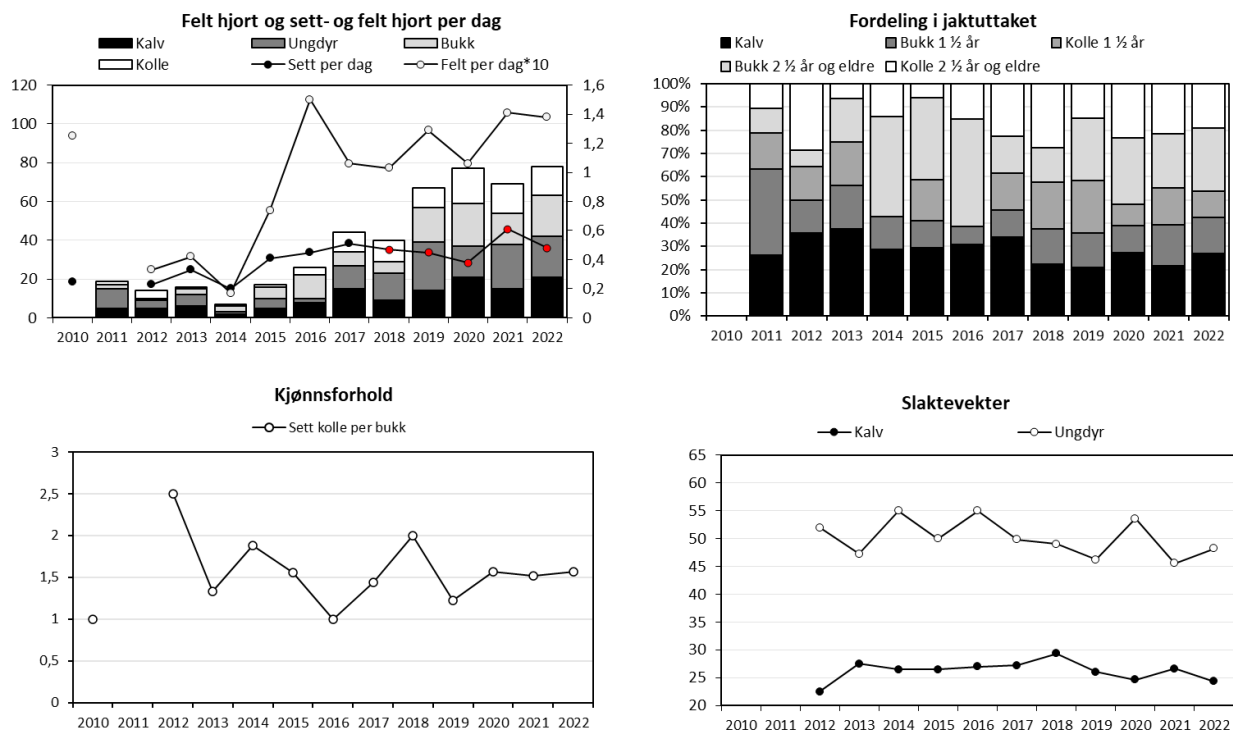 Felt hjort og sett- og felt hjort per dag
Kalv Ungdyr Bukk
Kolle Sett per dag Felt per dag*10
120 1,6
100 1,4
80 1,2
60 1
40 0,8
20 0,6
0 0,4
0,2
0
2010 2011 2012 2013 2014 2015 2016 2017 2018 2019 2020 2021 2022
Fordeling i jaktuttaket
Kalv Bukk 1 ½ år Kolle 1 ½ år
Bukk 2 ½ år og eldre Kolle 2 ½ år og eldre
100%
90%
80%
70%
60%
50%
40%
30%
20%
10%
0%
2010 2011 2012 2013 2014 2015 2016 2017 2018 2019 2020 2021 2022
Kjønnsforhold
Sett kolle per bukk
3
2,5
2
1,5
1
0,5
0
2010 2011 2012 2013 2014 2015 2016 2017 2018 2019 2020 2021 2022
Slaktevekter
Kalv Ungdyr
65
60
55
50
45
40
35
30
25
20
2010 2011 2012 2013 2014 2015 2016 2017 2018 2019 2020 2021 2022